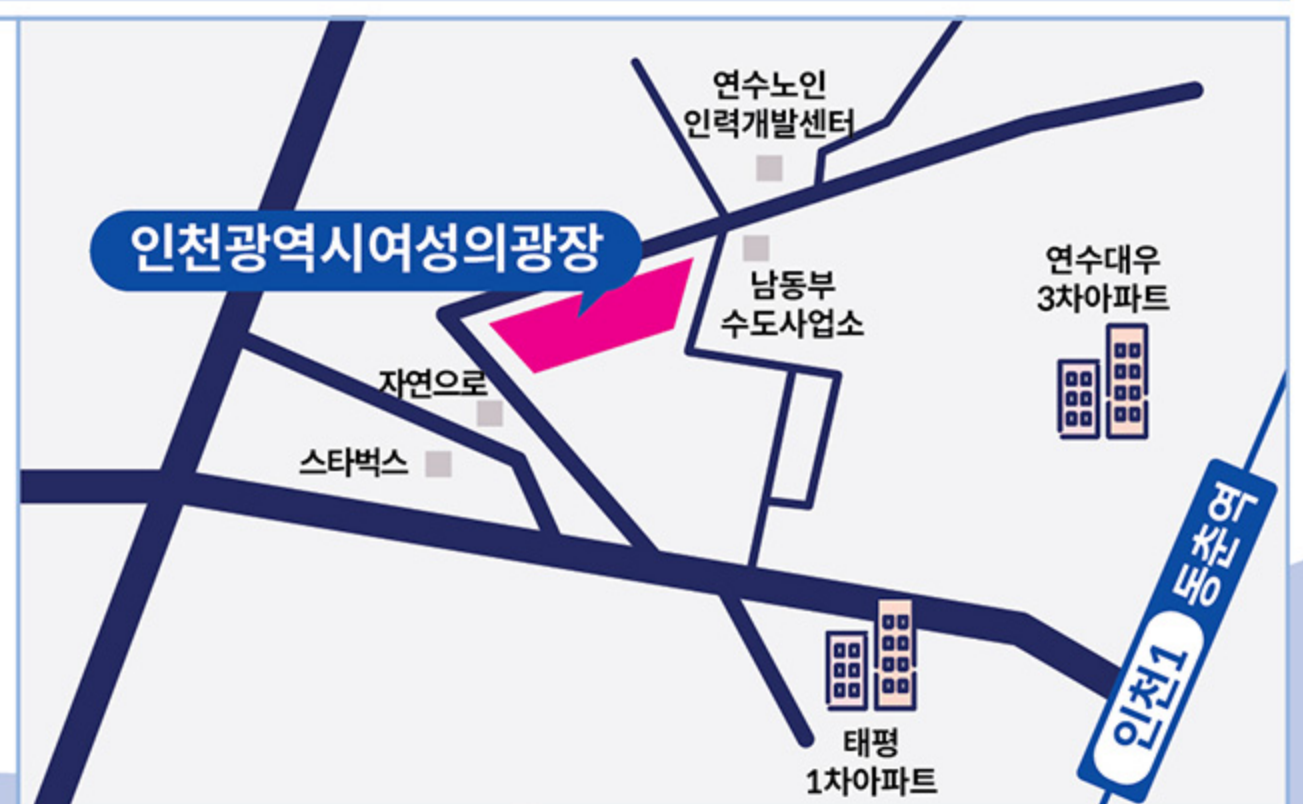 연수노인
인력개발센터
인천광역시여성의광장
남동부
수도사업소
연수대우
3차아파트
자연으로
스타벅스
동춘역
인천1
태평
1차아파트